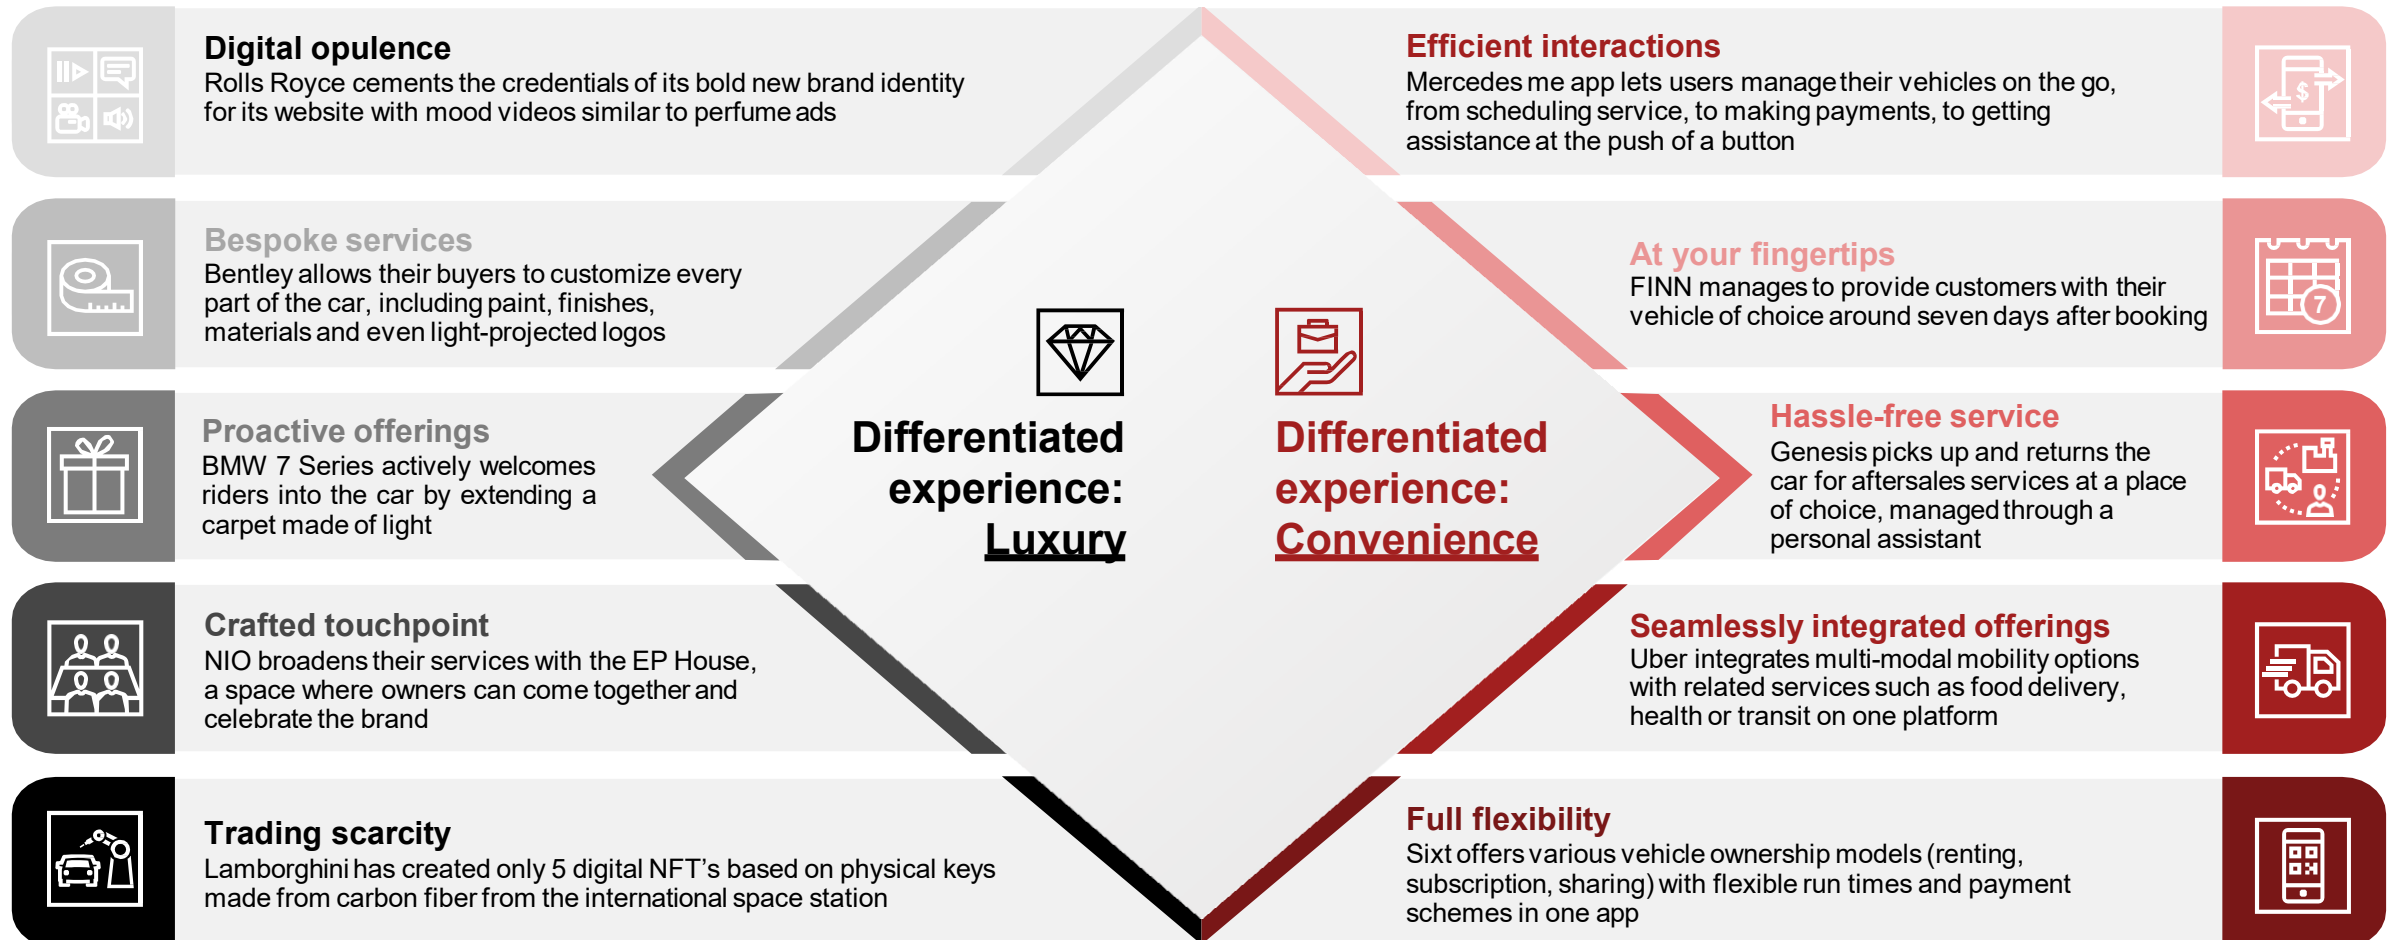 Digital opulence
Rolls Royce cements the credentials of its bold new brand identity
for its website with mood videos similar to perfume ads
Bespoke services
Bentley allows their buyers to customize every
part of the car, including paint, finishes,
materials and even light-projected logos
Proactive offerings
BMW 7 Series actively welcomes
riders into the car by extending a
carpet made of light
Crafted touchpoint
NIO broadens their services with the EP House,
a space where owners can come together and
celebrate the brand
Trading scarcity
Lamborghini has created only 5 digital NFT’s based on physical keys
made from carbon fiber from the international space station
Differentiated
experience:
Luxury
Differentiated
experience:
Convenience
Efficient interactions
Mercedes me app lets users manage their vehicles on the go,
from scheduling service, to making payments, to getting
assistance at the push of a button
$
At your fingertips
FINN manages to provide customers with their
vehicle of choice around seven days after booking
7
Hassle-free service
Genesis picks up and returns the
car for aftersales services at a place
of choice, managed through a
personal assistant
Seamlessly integrated offerings
Uber integrates multi-modal mobility options
with related services such as food delivery,
health or transit on one platform
Full flexibility
Sixt offers various vehicle ownership models (renting,
subscription, sharing) with flexible run times and payment
schemes in one app